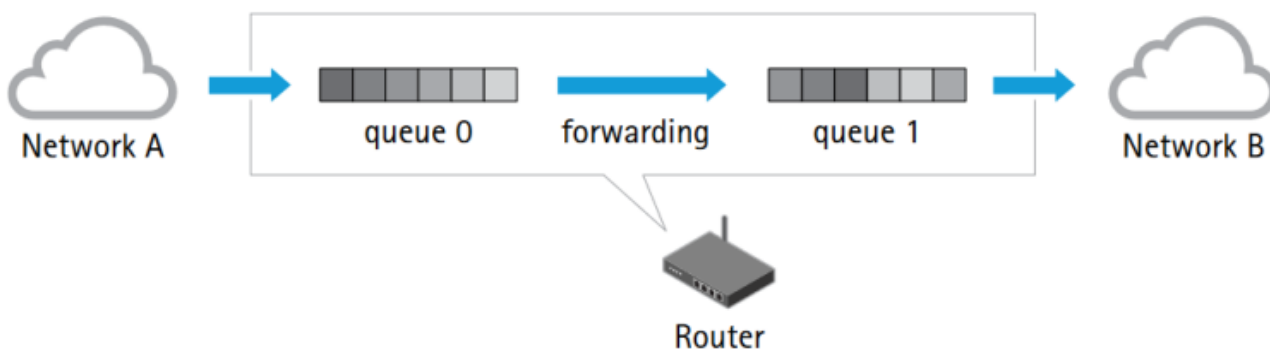 Network A
queue 0
forwarding
queue 1
Network B
Router